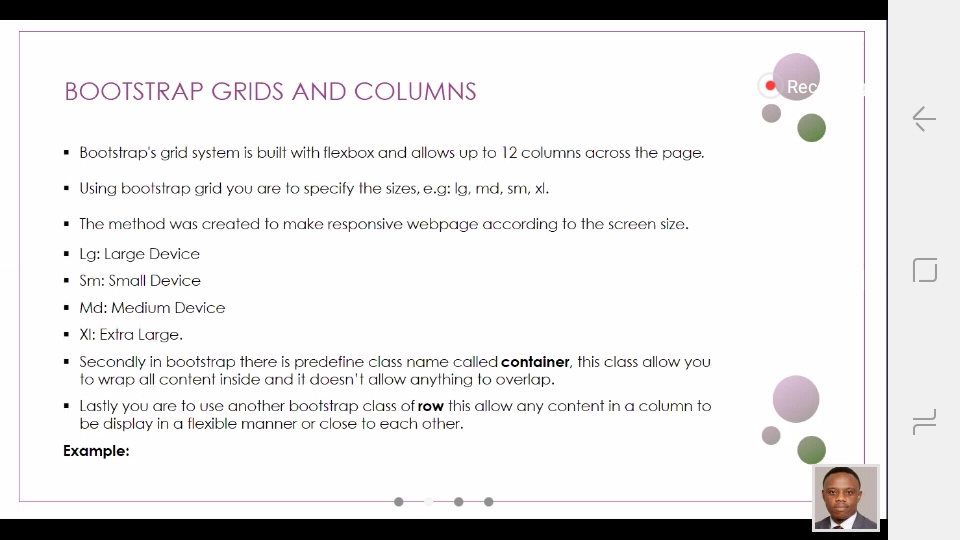 BOOTSTRAP GRIDS AND COLUMNS
Rec
Bootstrap's grid system is built with flexbox and allows up to 12 columns across the page.
Using bootstrap grid you are to specify the sizes, e.g: lg, md, sm, xl.
The method was created to make responsive webpage according to the screen size.
Lg: Large Device
Sm: Small Device
Md: Medium Device
Xl: Extra Large.
Secondly in bootstrap there is predefine class name called container, this class allow you
to wrap all content inside and it doesn't allow anything to overlap.
Lastly you are to use another bootstrap class of row this allow any content in a column to
be display in a flexible manner or close to each other.
Example: